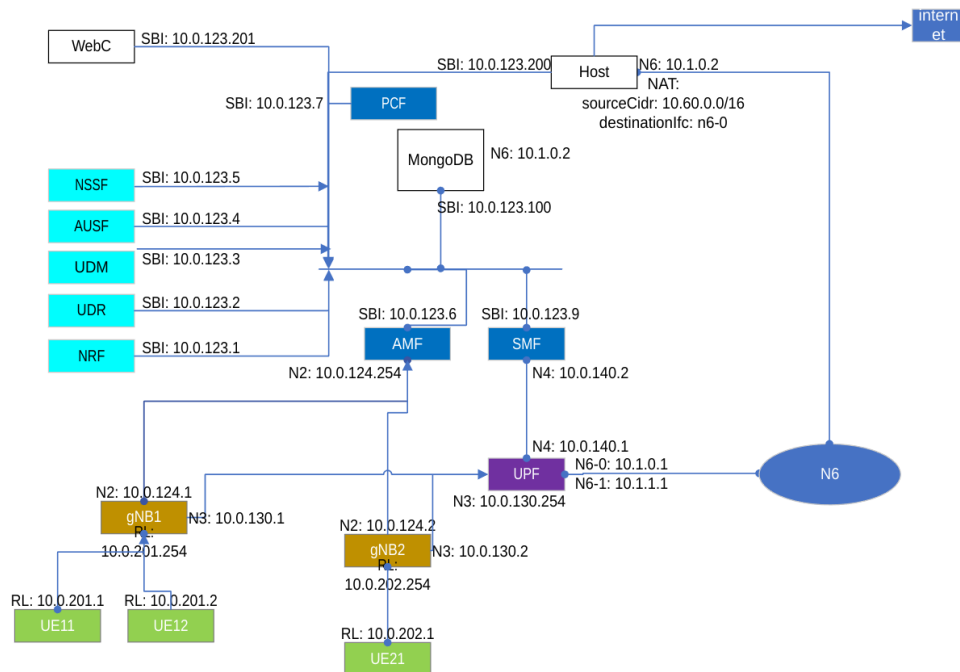 intern
et
WebC
SBI: 10.0.123.201
SBI: 10.0.123.200
Host
N6: 10.1.0.2
NAT:
sourceCidr: 10.60.0.0/16
destinationIfc: n6-0
SBI: 10.0.123.7
PCF
MongoDB
N6: 10.1.0.2
NSSF
SBI: 10.0.123.5
SBI: 10.0.123.100
AUSF
SBI: 10.0.123.4
UDM
SBI: 10.0.123.3
UDR
SBI: 10.0.123.2
NRF
SBI: 10.0.123.1
SBI: 10.0.123.6
AMF
SBI: 10.0.123.9
SMF
N2: 10.0.124.254
N4: 10.0.140.2
N4: 10.0.140.1
UPF
N6-0: 10.1.0.1
N6-1: 10.1.1.1
N6
N3: 10.0.130.254
N2: 10.0.124.1
gNB1
N3: 10.0.130.1
RL:
10.0.201.254
N2: 10.0.124.2
gNB2
N3: 10.0.130.2
RL:
10.0.202.254
RL: 10.0.201.1
UE11
RL: 10.0.201.2
UE12
RL: 10.0.202.1
UE21